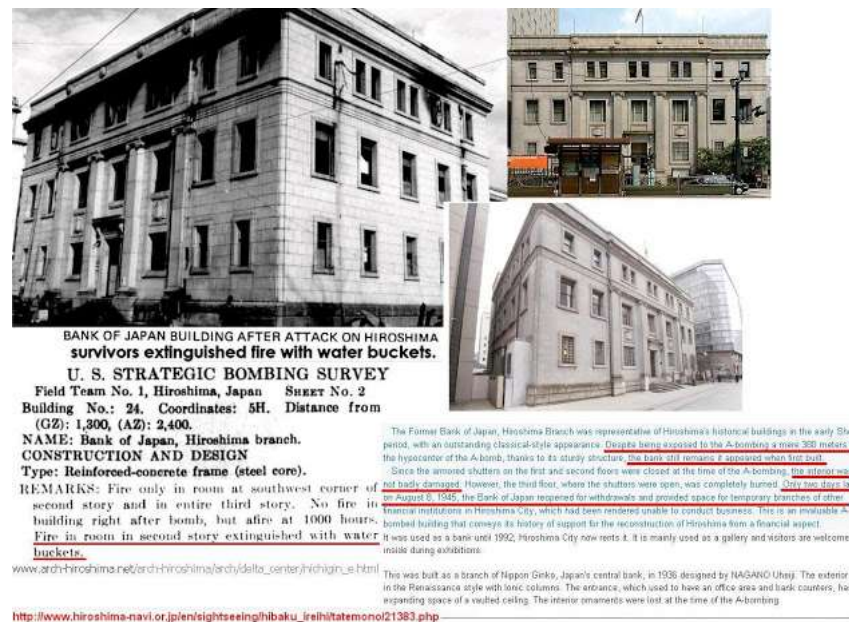 BANK OF JAPAN BUILDING AFTER ATTACK ON HIROSHIMA
survivors extinguished fire with water buckets.
U. S. STRATEGIC BOMBING SURVEY
Field Team No. 1, Hiroshima, Japan SHEET No. 2
Building No.: 24. Coordinates: 5H. Distance from
(GZ): 1,300, (AZ): 2,400.
NAME: Bank of Japan, Hiroshima branch.
CONSTRUCTION AND DESIGN
Type: Reinforced-concrete frame (steel core).
REMARKS: Fire only in room at southwest corner of
second story and in entire third story. No fire in
building right after bomb, but afire at 1000 hours.
Fire in room in second story extinguished with water
buckets.
www.arch-hiroshima.net/arch-hiroshima/arch/delta_center/nichigin_e.html
The Former Bank of Japan, Hiroshima Branch was representative of Hiroshima's historical buildings in the early Sh
period, with an outstanding classical-style appearance. Despite being exposed to the A-bombing a mere 380 meters
the hypocenter of the A-bomb, thanks to its sturdy structure, the bank still remains it appeared when first built.
Since the armored shutters on the first and second floors were closed at the time of the A-bombing, the interior was
not badly damaged. However, the third floor, where the shutters were open, was completely burned. Only two days la
on August 8, 1945, the Bank of Japan reopened for withdrawals and provided space for temporary branches of other
financial institutions in Hiroshima City, which had been rendered unable to conduct business. This is an invaluable A-
bombed building that conveys its history of support for the reconstruction of Hiroshima from a financial aspect.
It was used as a bank until 1992; Hiroshima City now rents it. It is mainly used as a gallery and visitors are welcome
inside during exhibitions.
This was built as a branch of Nippon Ginko, Japan's central bank, in 1936 designed by NAGANO Uheiji. The exterior
in the Renaissance style with Ionic columns. The entrance, which used to have an office area and bank counters, ha
expanding space of a vaulted ceiling. The interior ornaments were lost at the time of the A-bombing.
http://www.hiroshima-navi.or.jp/en/sightseeing/hibaku_ireihi/tatemono/21383.php